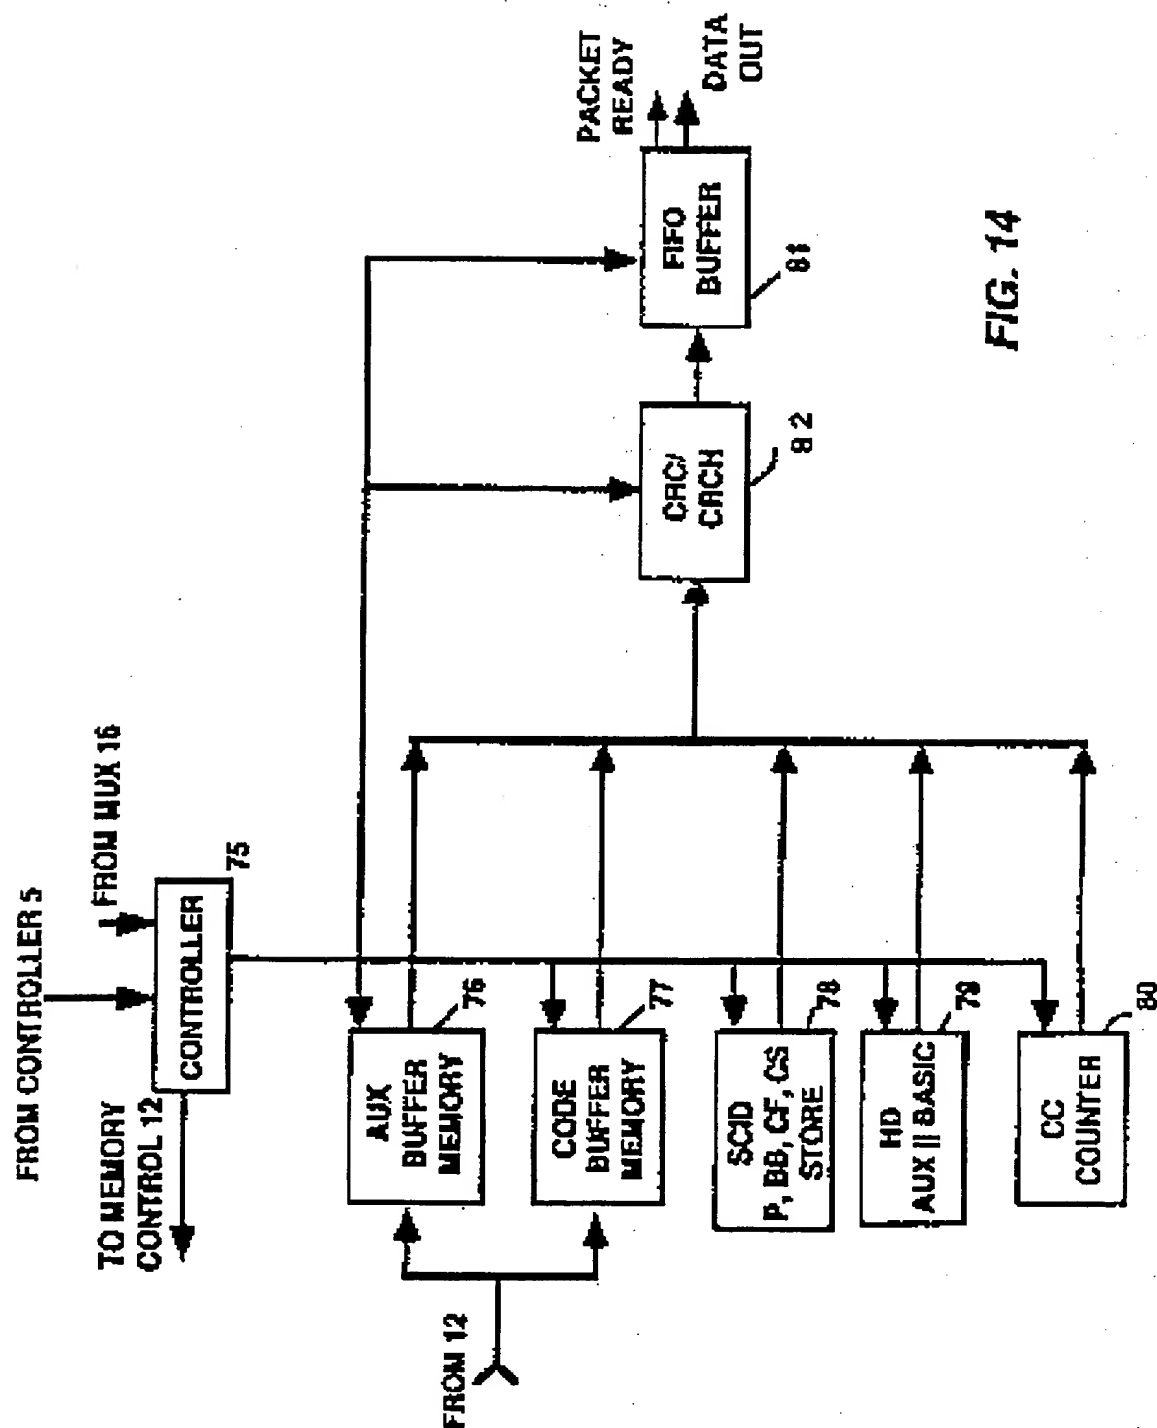 FROM CONTROLLER 5
FROM MUX 16
CONTROLLER
75
TO MEMORY
CONTROL 12
FROM 12
AUX
BUFFER
MEMORY
76
CODE
BUFFER
MEMORY
77
SCID
P, BB, CF, CS
STORE
78
HD
AUX || BASIC
79
CC
COUNTER
80
CRC/
CRCH
82
FIFO
BUFFER
81
PACKET
READY
DATA
OUT
FIG. 14